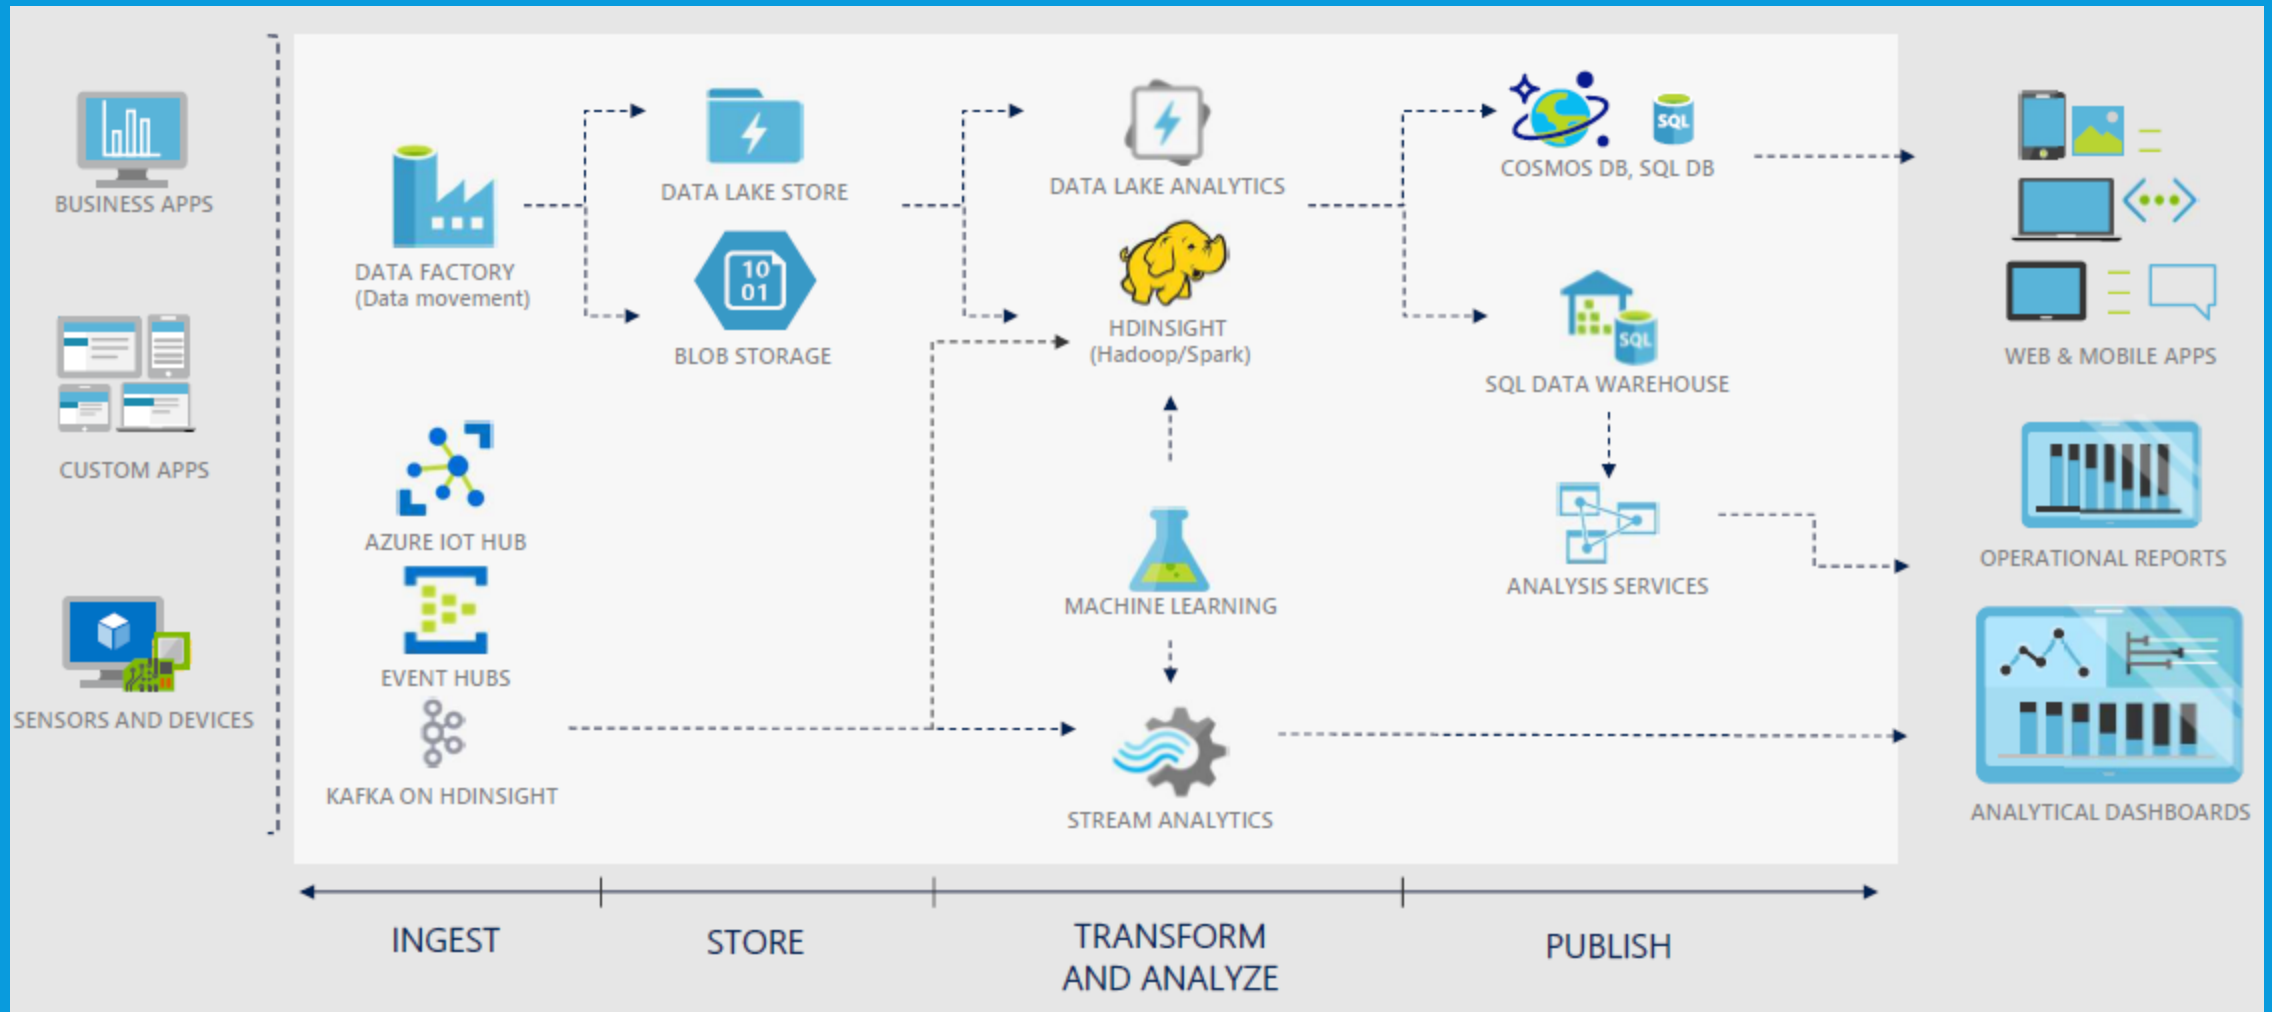 BUSINESS APPS
CUSTOM APPS
SENSORS AND DEVICES
DATA FACTORY
(Data movement)
AZURE IOT HUB
EVENT HUBS
KAFKA ON HDINSIGHT
DATA LAKE STORE
10
01
BLOB STORAGE
DATA LAKE ANALYTICS
HDINSIGHT
(Hadoop/Spark)
MACHINE LEARNING
STREAM ANALYTICS
SQL
COSMOS DB, SQL DB
SQL
SQL DATA WAREHOUSE
ANALYSIS SERVICES
WEB & MOBILE APPS
OPERATIONAL REPORTS
ANALYTICAL DASHBOARDS
INGEST
STORE
TRANSFORM
AND ANALYZE
PUBLISH